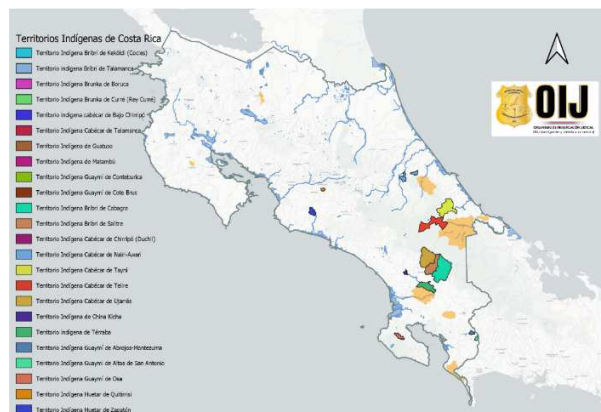 Territorios Indígenas de Costa Rica
Territorio Indígena Bribri de Kekoldi (Cocles)
Territorio Indígena Bribri de Talamanca
Territorio Indígena Brunka de Boruca
Territorio Indígena Brunka de Curré (Rey Curré)
Territorio Indígena cabécar de Bajo Chirripó
Territorio Indígena Cabécar de Talamanca
Territorio Indígena de Guatuso
Territorio Indígena de Matambú
Territorio Indígena Guaymí de Conteburica
Territorio Indígena Guaymí de Coto Brus
Territorio Indígena Bribri de Cabagra
Territorio Indígena Bribri de Salitre
Territorio Indígena Cabécar de Chirripó (Duchi)
Territorio Indígena Cabécar de Nairi-Awari
Territorio Indígena Cabécar de Tayní
Territorio Indígena Cabécar de Telire
Territorio Indígena Cabécar de Ujarrás
Territorio Indígena de China Kicha
Territorio Indígena de Térraba
Territorio Indígena Guaymí de Abrojos-Montezuma
Territorio Indígena Guaymí de Altos de San Antonio
Territorio Indígena Guaymí de Osa
Territorio Indígena Huetar de Quitirrisí
Territorio Indígena Huetar de Zapatón
OIJ
ORGANISMO DE INVESTIGACIÓN JUDICIAL